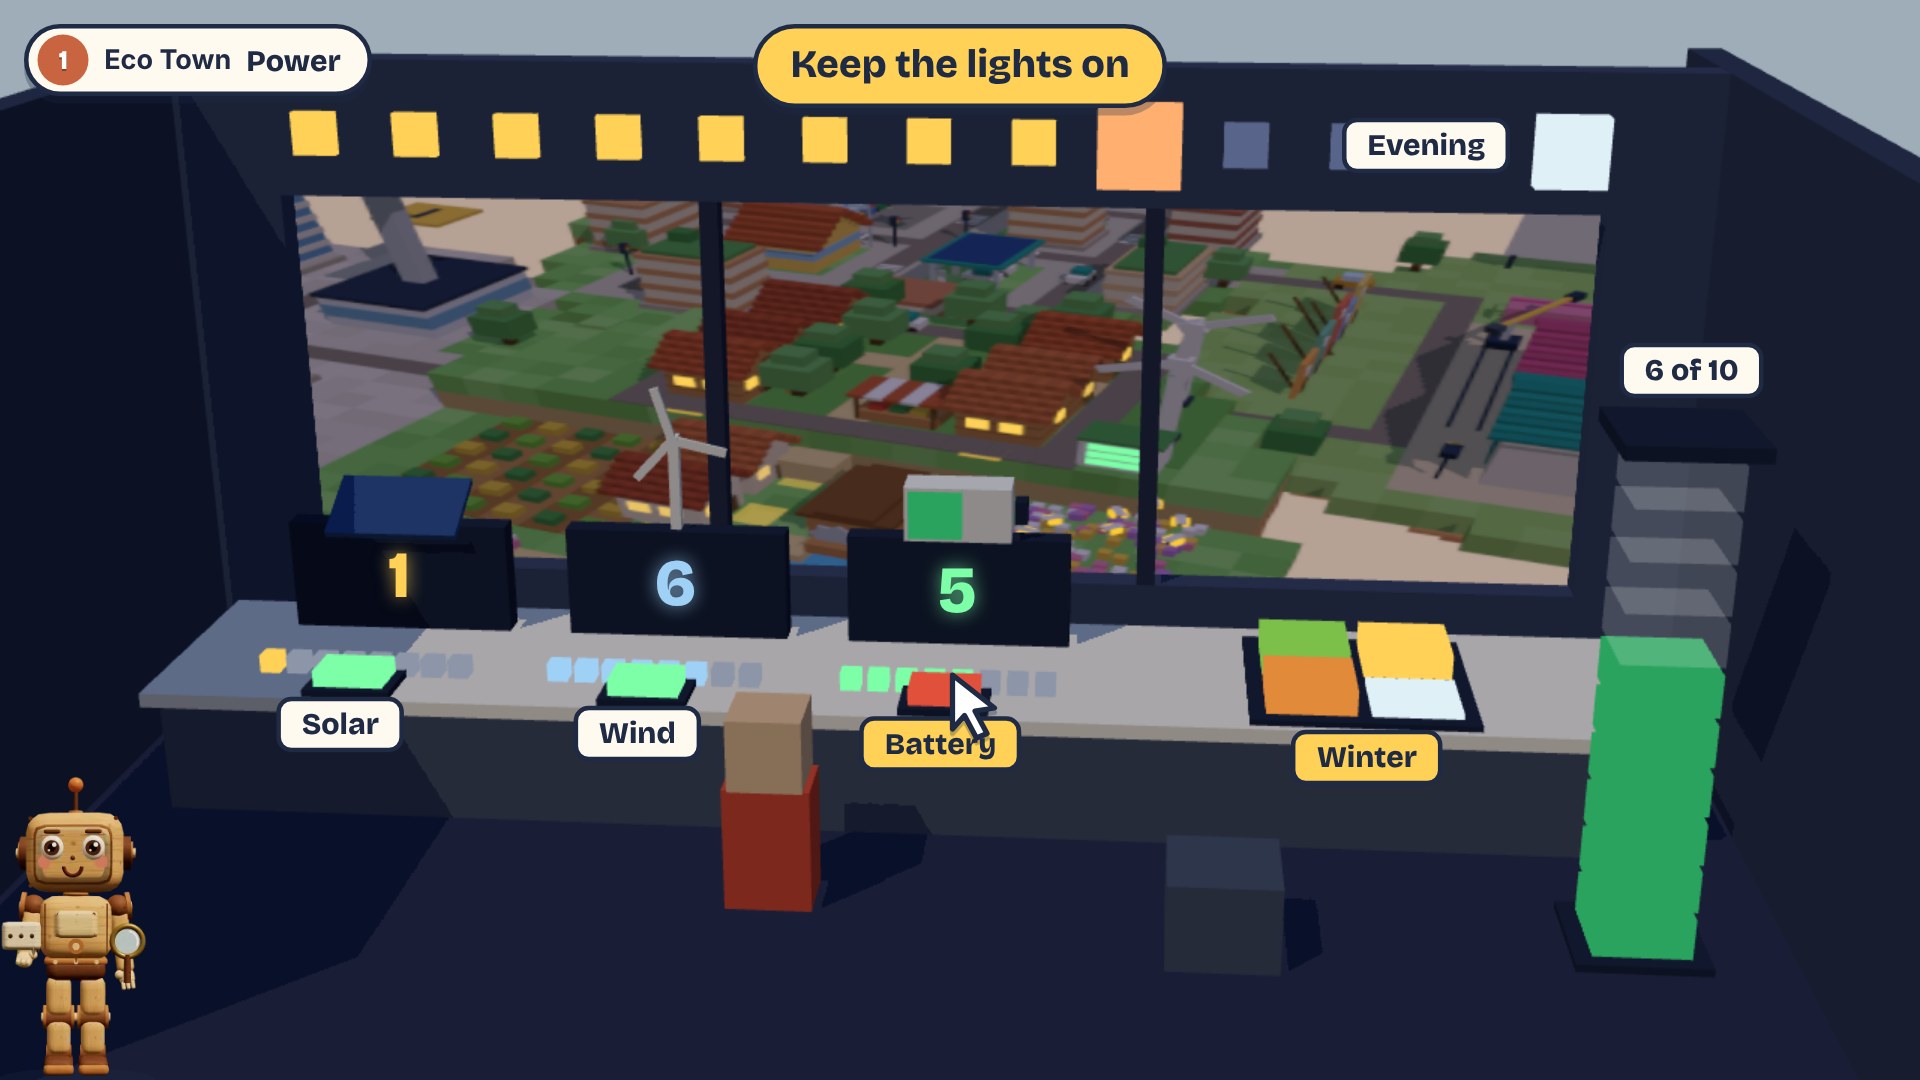 1 Eco Town Power
Keep the lights on
Evening
6 of 10
1
6
5
Solar
Wind
Battery
Winter